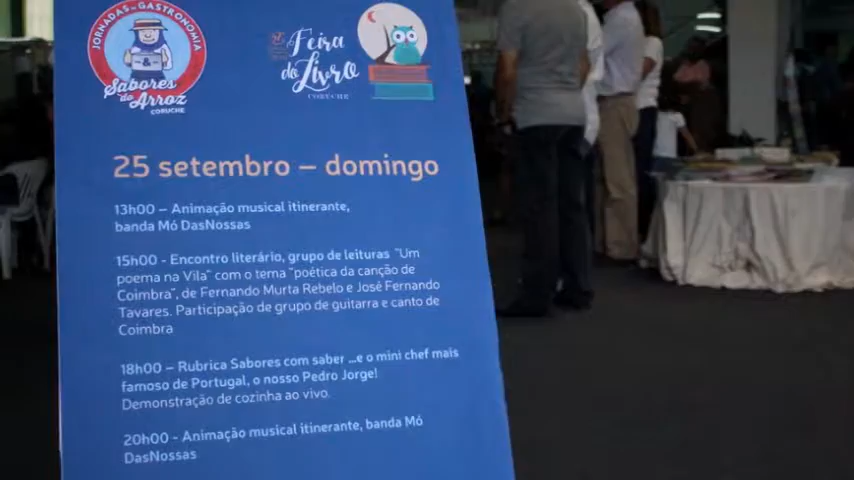 JORNADAS-GASTRONOMIA
Sabores
do Arroz
CORUCHE
Feira
do Livro
CORUCHE
25 setembro – domingo
13h00 – Animação musical itinerante,
banda Mó DasNossas
15h00 - Encontro literário, grupo de leituras "Um
poema na Vila" com o tema "poética da canção de
Coimbra", de Fernando Murta Rebelo e José Fernando
Tavares. Participação de grupo de guitarra e canto de
Coimbra
18h00 – Rubrica Sabores com saber ...e o mini chef mais
famoso de Portugal, o nosso Pedro Jorge!
Demonstração de cozinha ao vivo.
20h00 - Animação musical itinerante, banda Mó
DasNossas